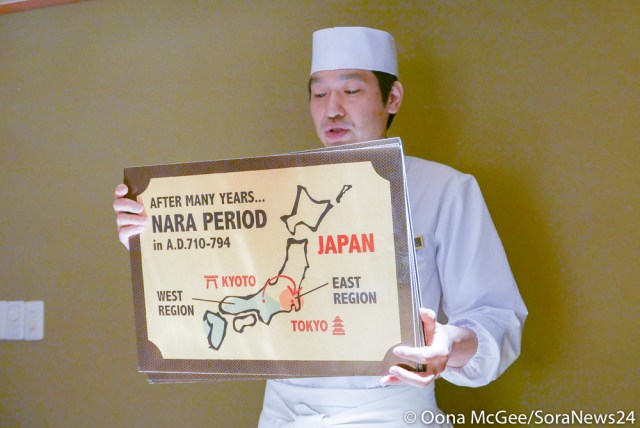 AFTER MANY YEARS...
NARA PERIOD
in A.D.710-794
JAPAN
KYOTO
WEST
REGION
EAST
REGION
TOKYO
© Oona McGee/SoraNews24